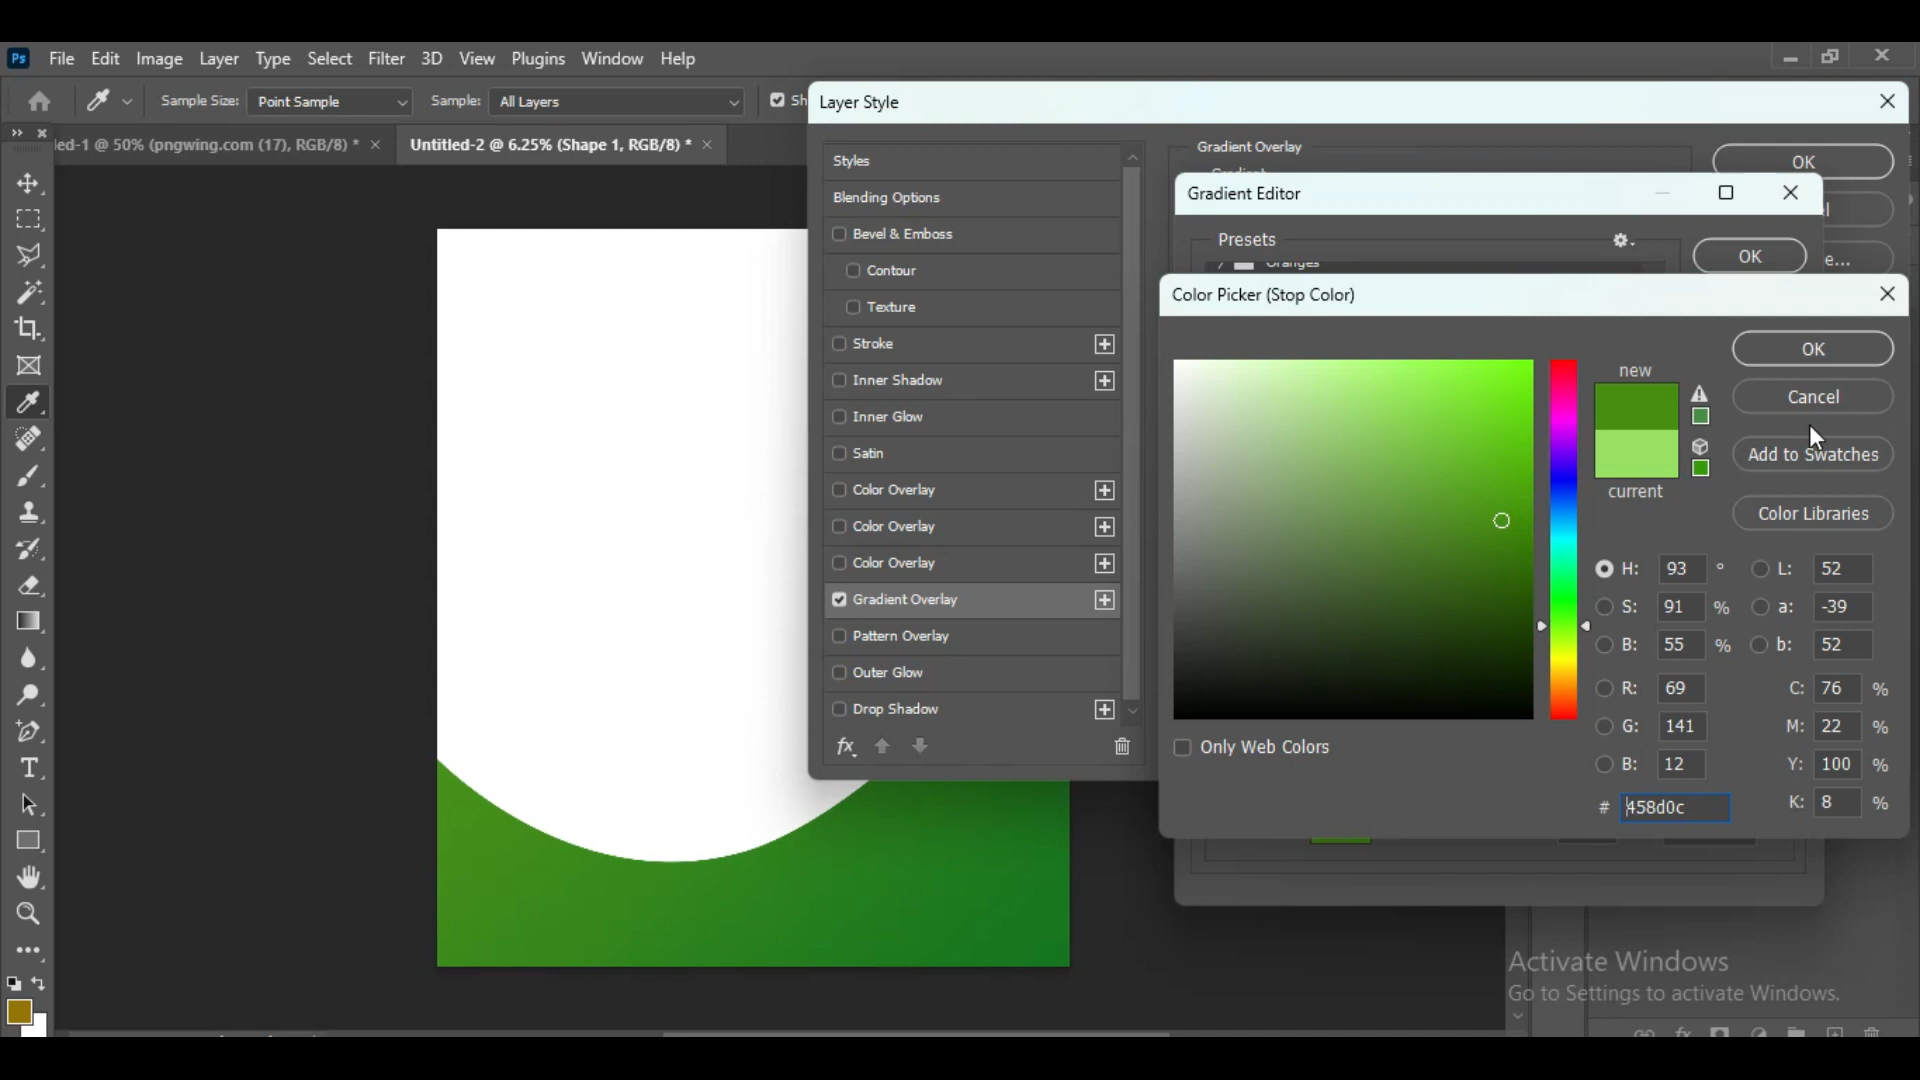 Ps File Edit Image Layer Type Select Filter 3D View Plugins Window Help
Sample Size: Point Sample Sample: All Layers Sh
ed-1 @ 50% (pngwing.com (17), RGB/8) * Untitled-2 @ 6.25% (Shape 1, RGB/8) *
Layer Style
Styles
Blending Options
Bevel & Emboss
Contour
Texture
Stroke
Inner Shadow
Inner Glow
Satin
Color Overlay
Color Overlay
Color Overlay
Gradient Overlay
Pattern Overlay
Outer Glow
Drop Shadow
fx
Gradient Overlay
OK
Gradient Editor
Presets
OK
e...
Oranges
Color Picker (Stop Color)
OK
new
Cancel
Add to Swatches
current
Color Libraries
H: 93 ° L: 52
S: 91 % a: -39
B: 55 % b: 52
R: 69 C: 76 %
G: 141 M: 22 %
B: 12 Y: 100 %
# 458d0c K: 8 %
Only Web Colors
Activate Windows
Go to Settings to activate Windows.